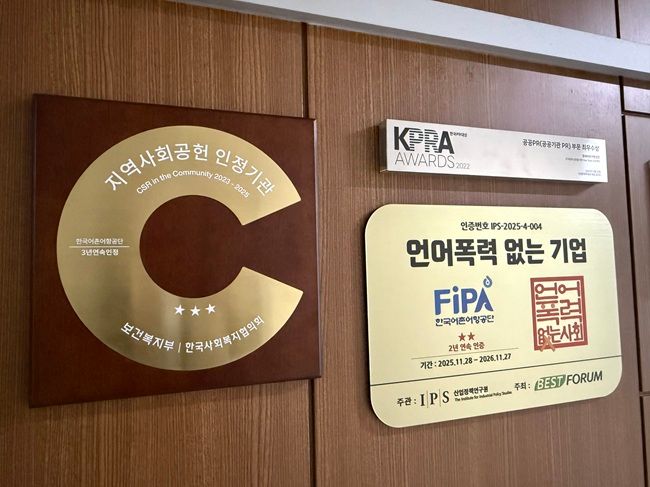 지역사회공헌 인정기관
CSR in the Community 2023 - 2025
한국어촌어항공단
3년연속인정
보건복지부 | 한국사회복지협의회
KPRA 한국PR대상
AWARDS 2022
공공PR(공공기관 PR) 부문 최우수상
인증번호 IPS-2025-4-004
언어폭력 없는 기업
FiPA
한국어촌어항공단
2년 연속 인증
기간 : 2025.11.28 ~ 2026.11.27
언어
폭력
없는사회
주관 : IPS 산업정책연구원
The Institute for Industrial Policy Studies
주최 : BEST FORUM